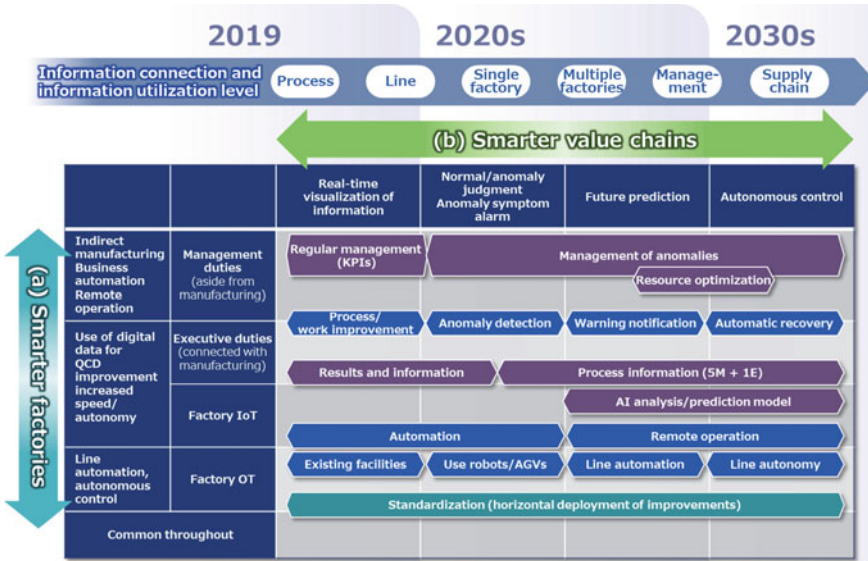 2019
2020s
2030s
Information connection and
information utilization level
Process
Line
Single
factory
Multiple
factories
Manage-
ment
Supply
chain
(b) Smarter value chains
Real-time
visualization of
information
Normal/anomaly
judgment
Anomaly symptom
alarm
Future prediction
Autonomous control
(a) Smarter factories
Indirect
manufacturing
Business
automation
Remote
operation
Management
duties
(aside from
manufacturing)
Regular management
(KPIs)
Management of anomalies
Resource optimization
Process/
work improvement
Anomaly detection
Warning notification
Automatic recovery
Use of digital
data for
QCD
improvement
increased
speed/
autonomy
Executive duties
(connected with
manufacturing)
Results and information
Process information (5M + 1E)
Factory IoT
AI analysis/prediction model
Automation
Remote operation
Line
automation,
autonomous
control
Factory OT
Existing facilities
Use robots/AGVs
Line automation
Line autonomy
Standardization (horizontal deployment of improvements)
Common throughout